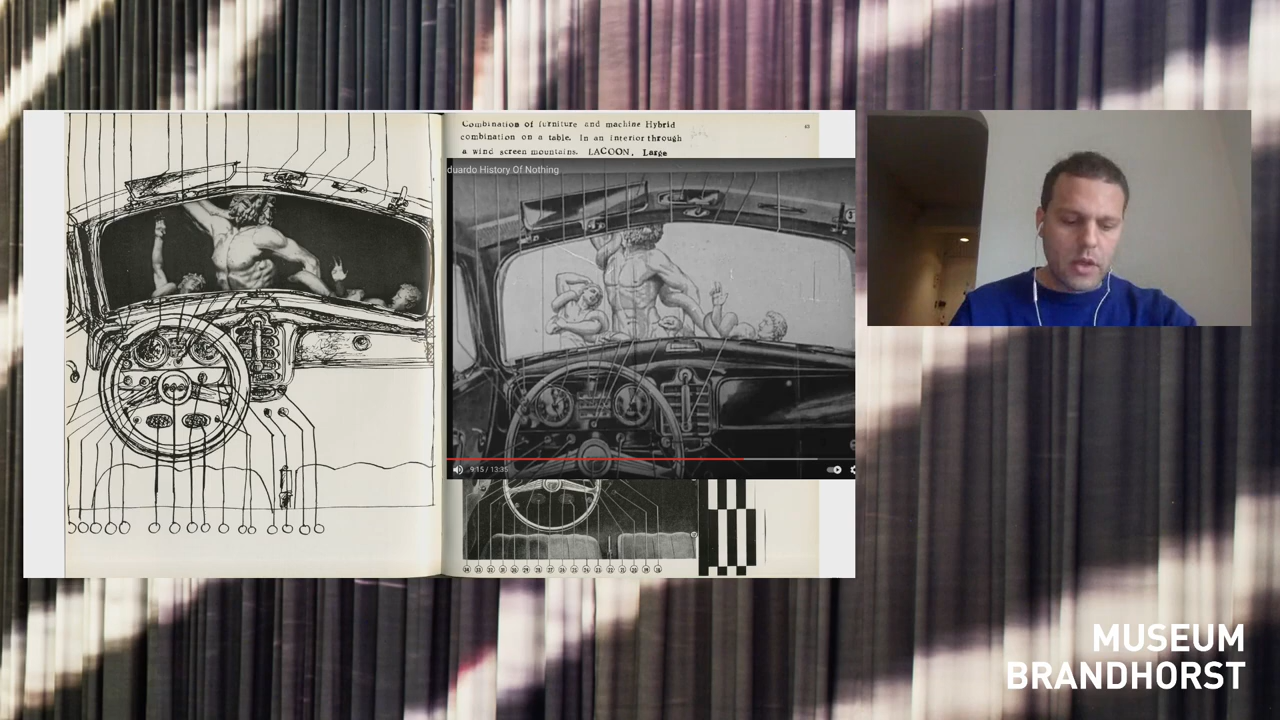 Combination of furniture and machine Hybrid
combination on a table. In an interior through
a wind screen mountains. LACOON, Large
duardo History Of Nothing
9:15 / 13:35
MUSEUM
BRANDHORST